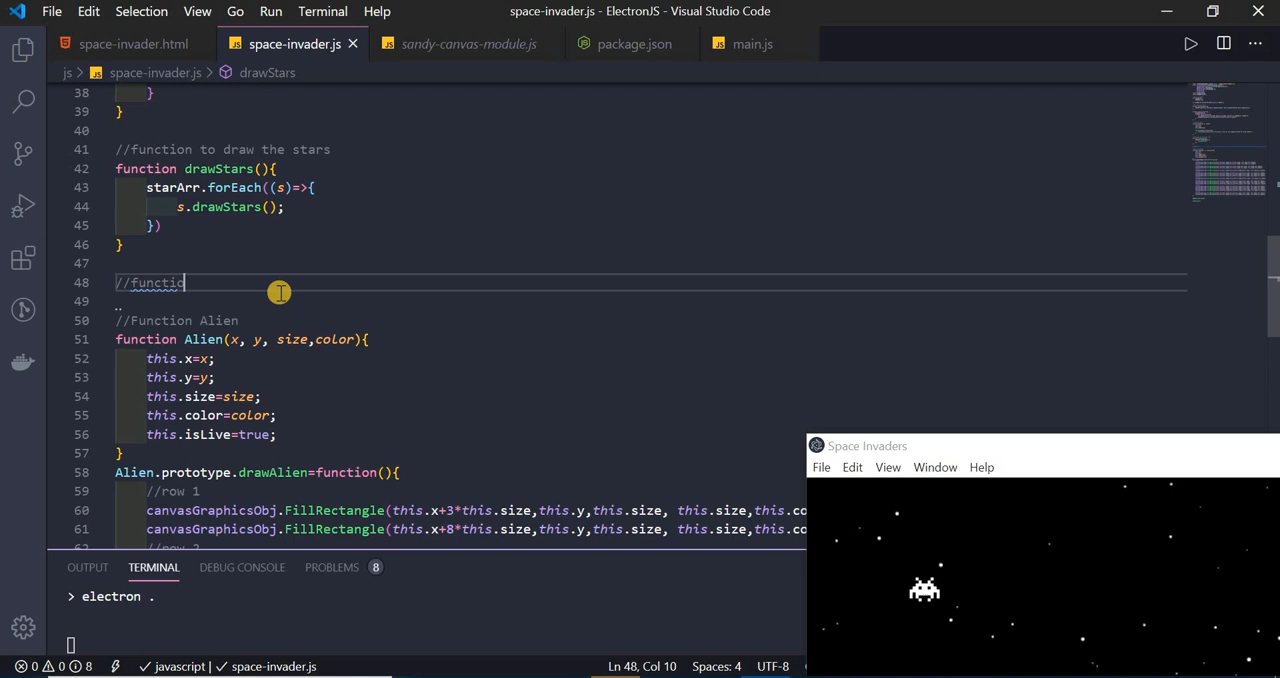 File Edit Selection View Go Run Terminal Help space-invader.js - ElectronJS - Visual Studio Code
space-invader.html JS space-invader.js JS sandy-canvas-module.js package.json JS main.js
js > JS space-invader.js > drawStars
38 }
39 }
40
41 //function to draw the stars
42 function drawStars(){
43 starArr.forEach((s)=>{
44 s.drawStars();
45 })
46 }
47
48 //functio
49
50 //Function Alien
51 function Alien(x, y, size,color){
52 this.x=x;
53 this.y=y;
54 this.size=size;
55 this.color=color;
56 this.isLive=true;
57 }
58 Alien.prototype.drawAlien=function(){
59 //row 1
60 canvasGraphicsObj.FillRectangle(this.x+3*this.size,this.y,this.size, this.size,this.co
61 canvasGraphicsObj.FillRectangle(this.x+8*this.size,this.y,this.size, this.size,this.co
62 //row 2
OUTPUT TERMINAL DEBUG CONSOLE PROBLEMS 8
> electron .
Space Invaders
File Edit View Window Help
0 0 8 javascript | space-invader.js Ln 48, Col 10 Spaces: 4 UTF-8